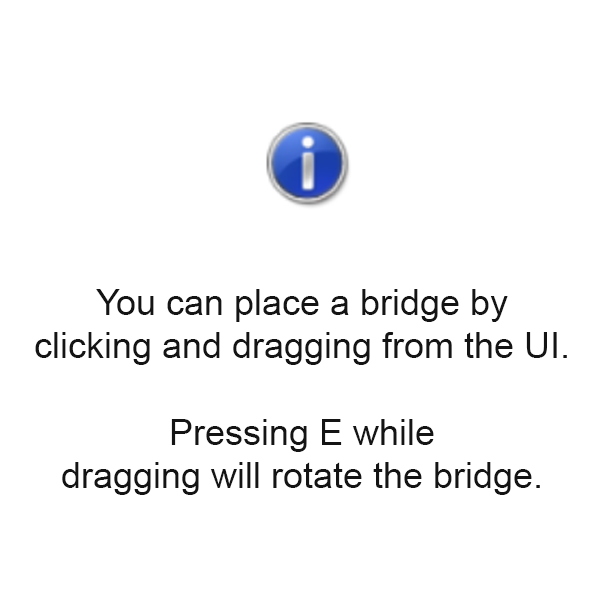 You can place a bridge by
clicking and dragging from the UI.
Pressing E while
dragging will rotate the bridge.